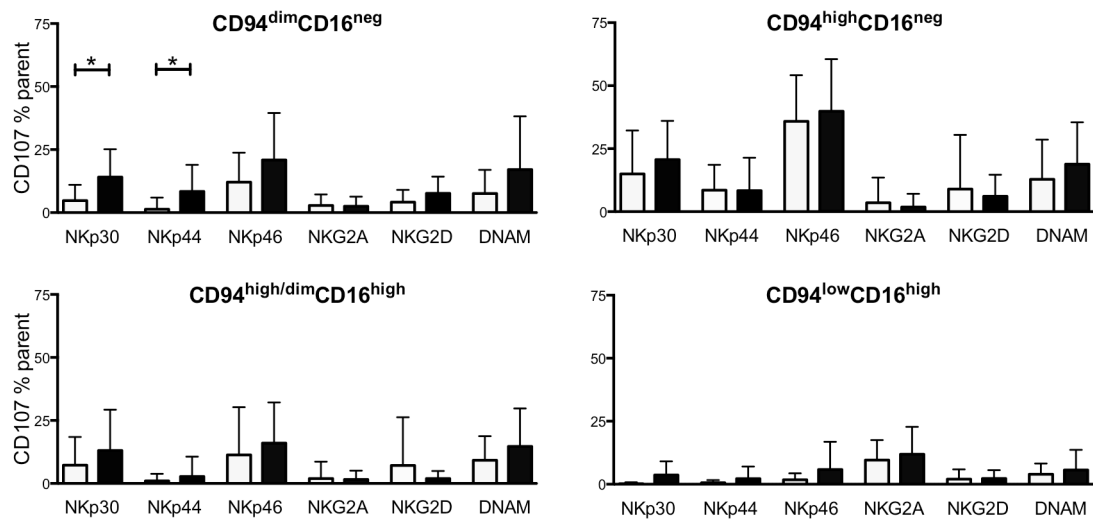 CD94dimCD16neg
75
50
25
0
CD107 % parent
* *
NKp30 NKp44 NKp46 NKG2A NKG2D DNAM
CD94highCD16neg
75
50
25
0
NKp30 NKp44 NKp46 NKG2A NKG2D DNAM
CD94high/dimCD16high
75
50
25
0
CD107 % parent
NKp30 NKp44 NKp46 NKG2A NKG2D DNAM
CD94lowCD16high
75
50
25
0
NKp30 NKp44 NKp46 NKG2A NKG2D DNAM